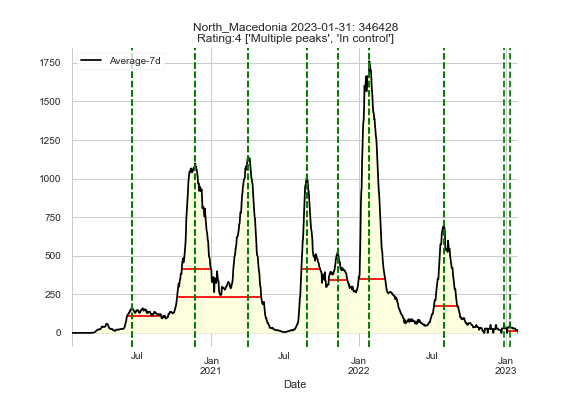 North_Macedonia 2023-01-31: 346428
Rating:4 ['Multiple peaks', 'In control']
Average-7d
1750
1500
1250
1000
750
500
250
0
Jul
Jan
2021
Jul
Jan
2022
Jul
Jan
2023
Date